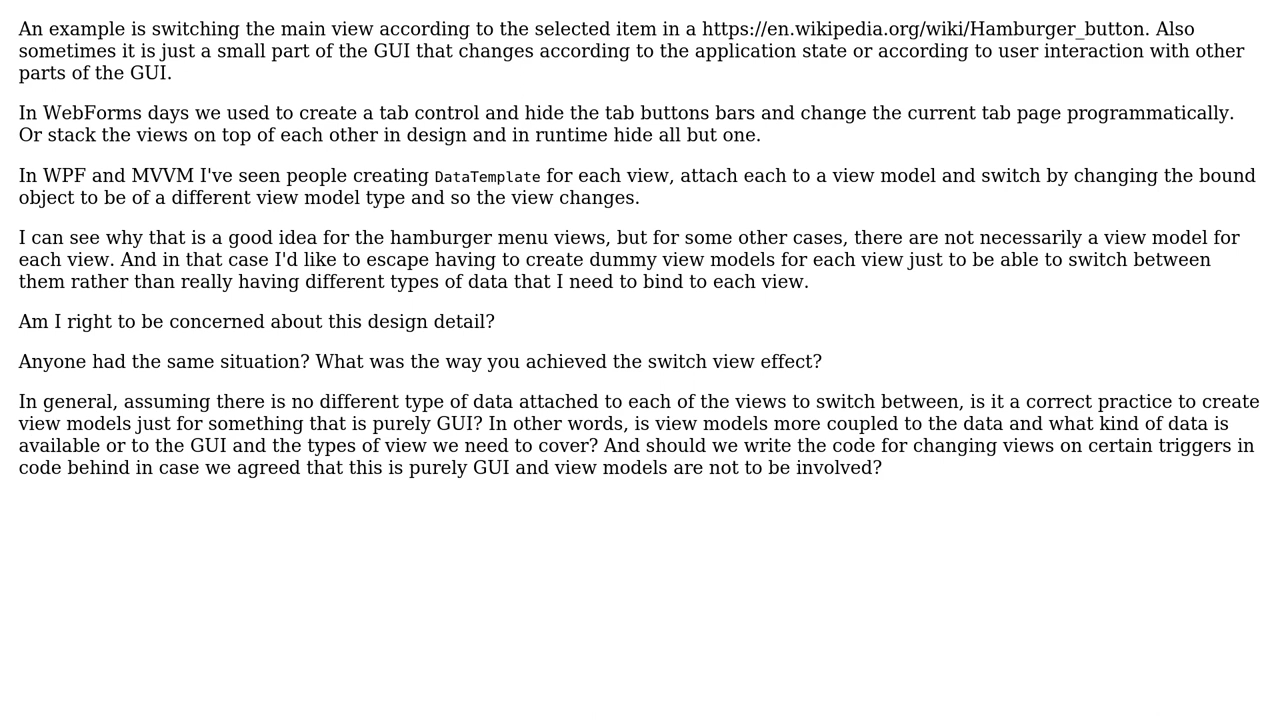 An example is switching the main view according to the selected item in a https://en.wikipedia.org/wiki/Hamburger_button. Also
sometimes it is just a small part of the GUI that changes according to the application state or according to user interaction with other
parts of the GUI.
In WebForms days we used to create a tab control and hide the tab buttons bars and change the current tab page programmatically.
Or stack the views on top of each other in design and in runtime hide all but one.
In WPF and MVVM I've seen people creating DataTemplate for each view, attach each to a view model and switch by changing the bound
object to be of a different view model type and so the view changes.
I can see why that is a good idea for the hamburger menu views, but for some other cases, there are not necessarily a view model for
each view. And in that case I'd like to escape having to create dummy view models for each view just to be able to switch between
them rather than really having different types of data that I need to bind to each view.
Am I right to be concerned about this design detail?
Anyone had the same situation? What was the way you achieved the switch view effect?
In general, assuming there is no different type of data attached to each of the views to switch between, is it a correct practice to create
view models just for something that is purely GUI? In other words, is view models more coupled to the data and what kind of data is
available or to the GUI and the types of view we need to cover? And should we write the code for changing views on certain triggers in
code behind in case we agreed that this is purely GUI and view models are not to be involved?